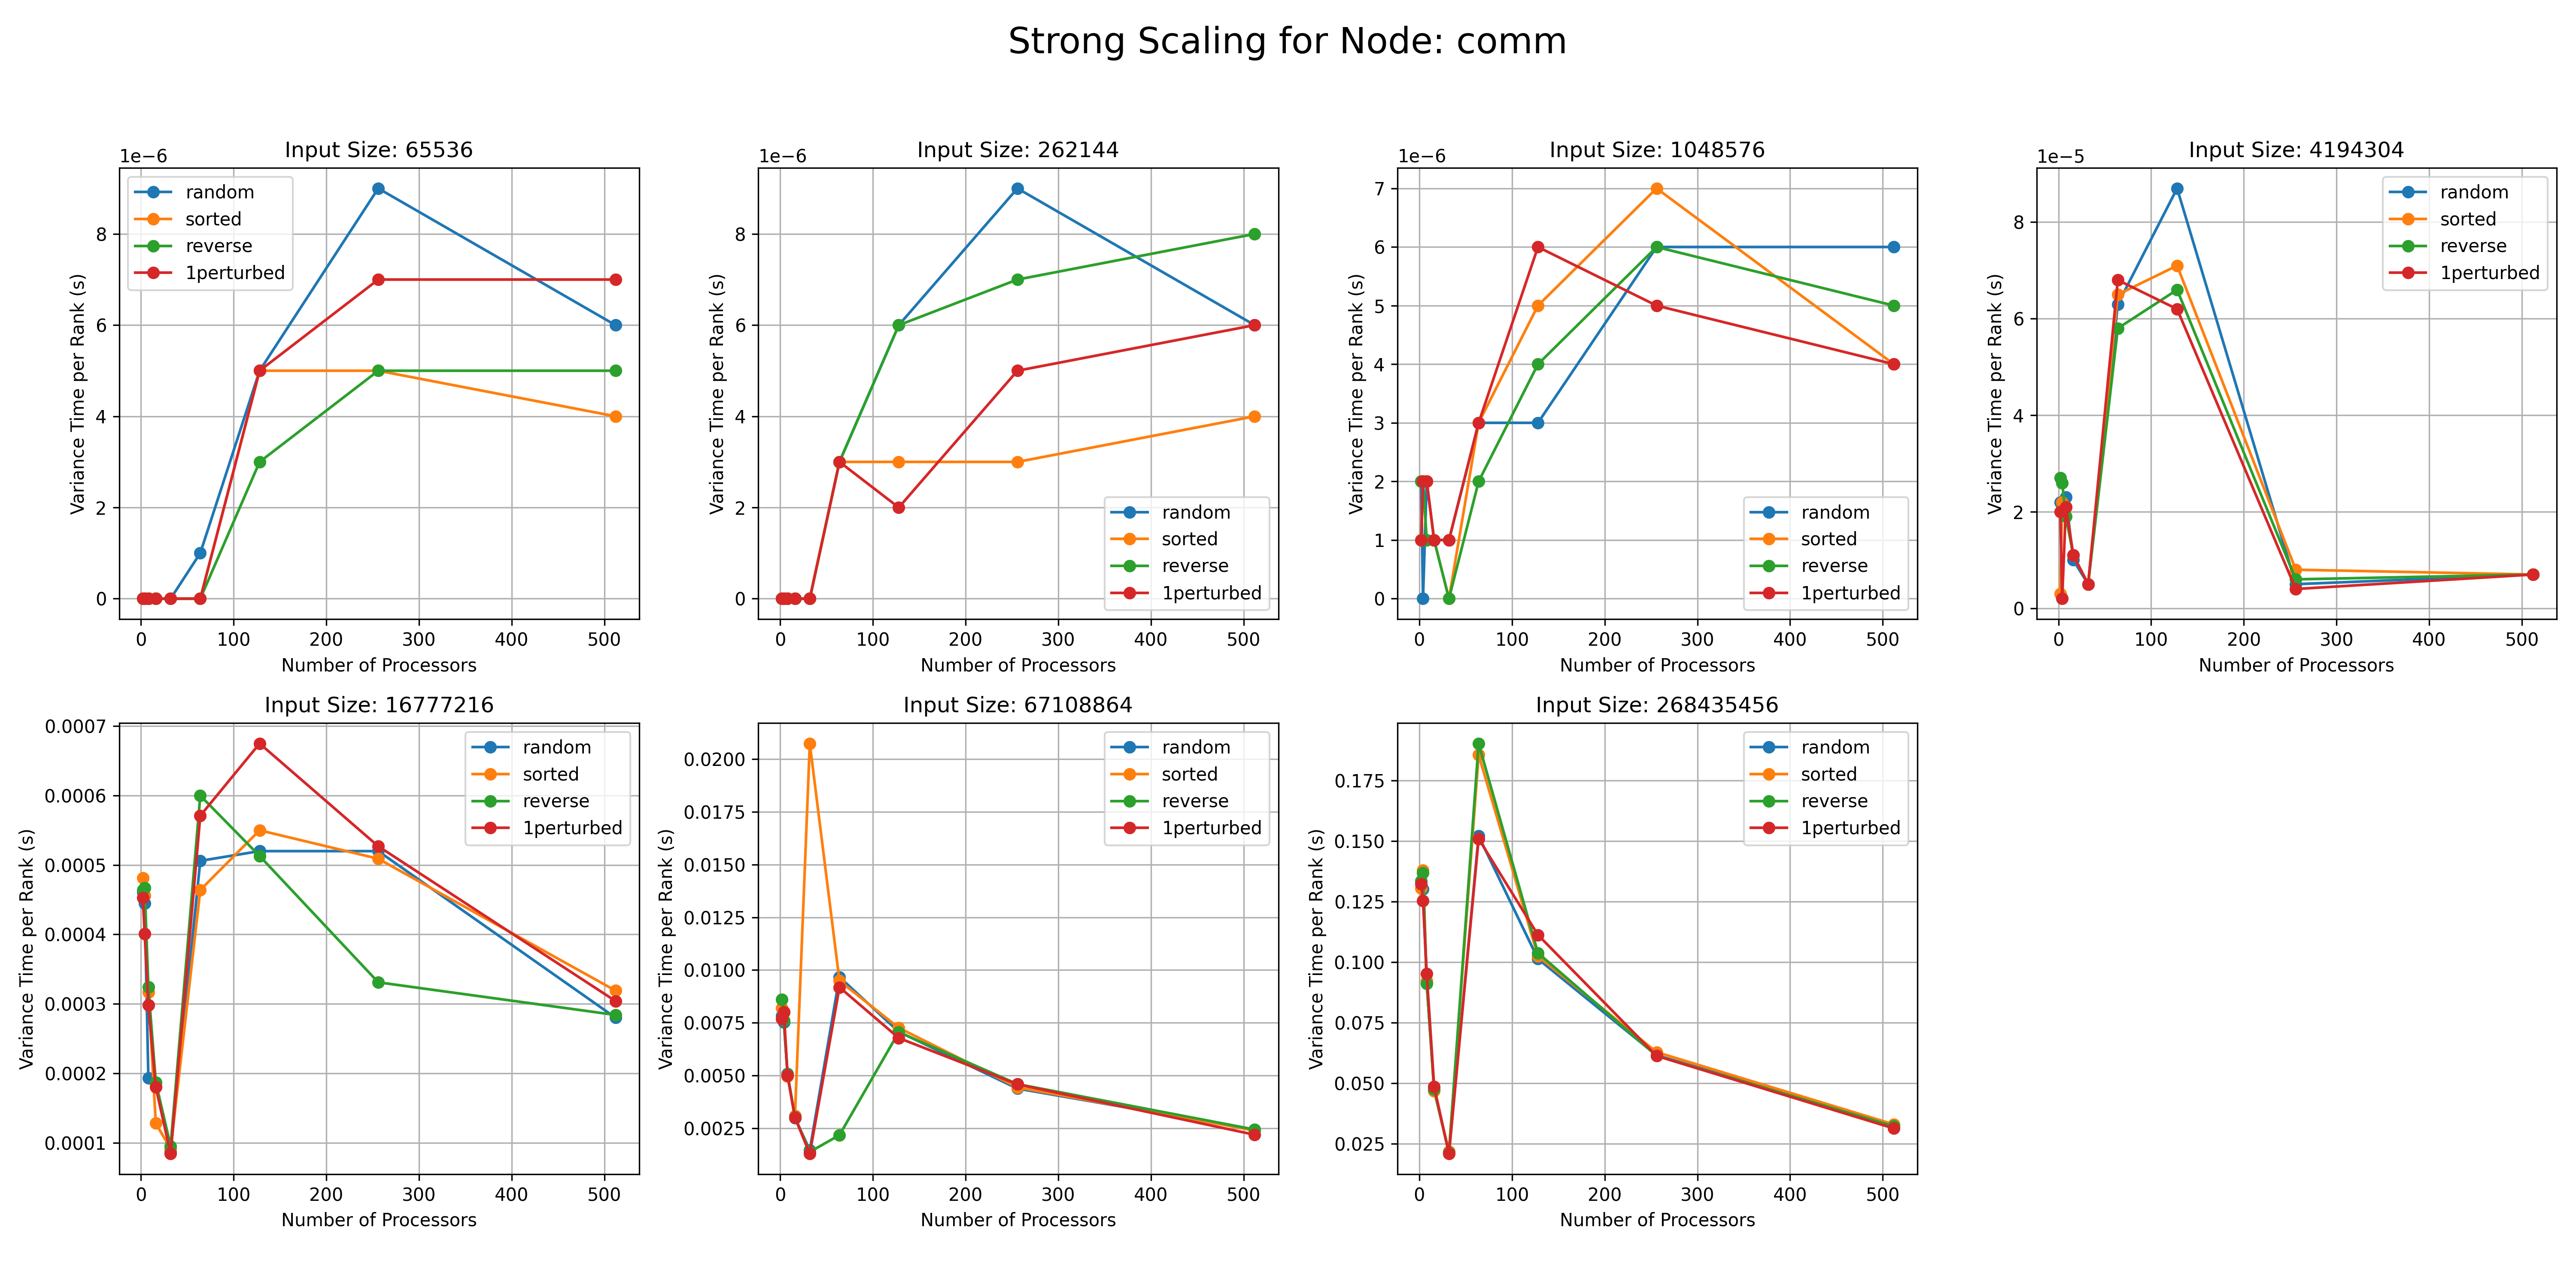 Strong Scaling for Node: comm
Input Size: 65536
1e−6
Variance Time per Rank (s)
8
6
4
2
0
random
sorted
reverse
1perturbed
0 100 200 300 400 500
Number of Processors
Input Size: 262144
1e−6
Variance Time per Rank (s)
8
6
4
2
0
random
sorted
reverse
1perturbed
0 100 200 300 400 500
Number of Processors
Input Size: 1048576
1e−6
Variance Time per Rank (s)
7
6
5
4
3
2
1
0
random
sorted
reverse
1perturbed
0 100 200 300 400 500
Number of Processors
Input Size: 4194304
1e−5
Variance Time per Rank (s)
8
6
4
2
0
random
sorted
reverse
1perturbed
0 100 200 300 400 500
Number of Processors
Input Size: 16777216
Variance Time per Rank (s)
0.0007
0.0006
0.0005
0.0004
0.0003
0.0002
0.0001
random
sorted
reverse
1perturbed
0 100 200 300 400 500
Number of Processors
Input Size: 67108864
Variance Time per Rank (s)
0.0200
0.0175
0.0150
0.0125
0.0100
0.0075
0.0050
0.0025
random
sorted
reverse
1perturbed
0 100 200 300 400 500
Number of Processors
Input Size: 268435456
Variance Time per Rank (s)
0.175
0.150
0.125
0.100
0.075
0.050
0.025
random
sorted
reverse
1perturbed
0 100 200 300 400 500
Number of Processors